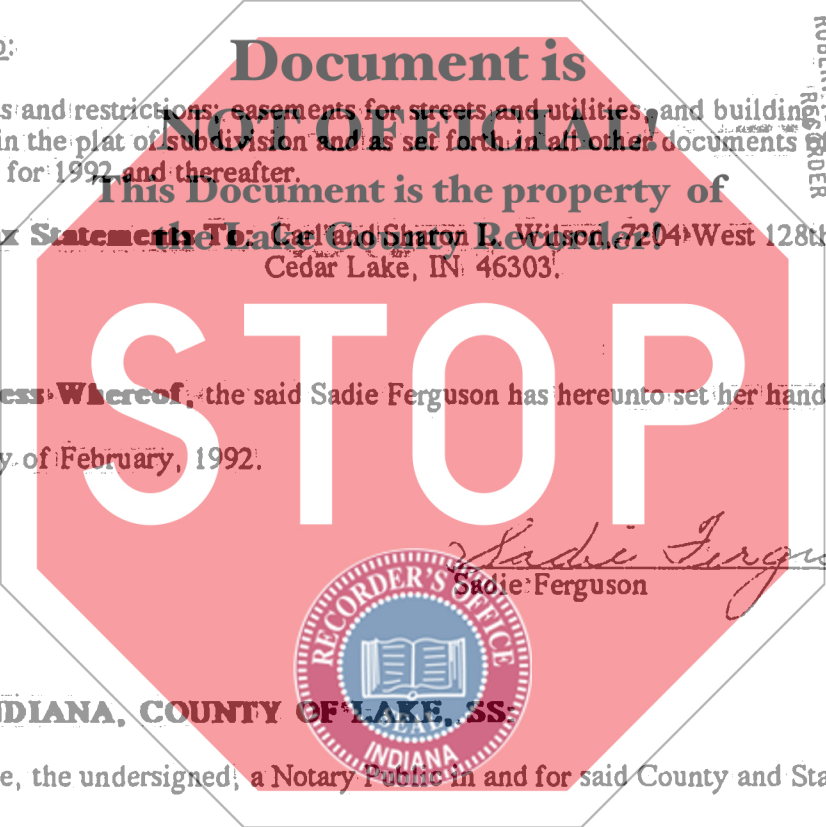 Document is
s and restrictions; easements for streets and utilities, and building
NOT OFFICIAL!
in the plat of subdivision and as set forth in all other documents of
for 1992 and thereafter.
This Document is the property of
the Lake County Recorder!
x Statements To: Carl and Sharon R. Wilson, 7204 West 128th
Cedar Lake, IN 46303.
STOP
ess Whereof, the said Sadie Ferguson has hereunto set her hand
y of February, 1992.
Sadie Fergu
Sadie Ferguson
RECORDER'S OFFICE
SEAL
INDIANA
NDIANA, COUNTY OF LAKE, SS:
e, the undersigned, a Notary Public in and for said County and Sta